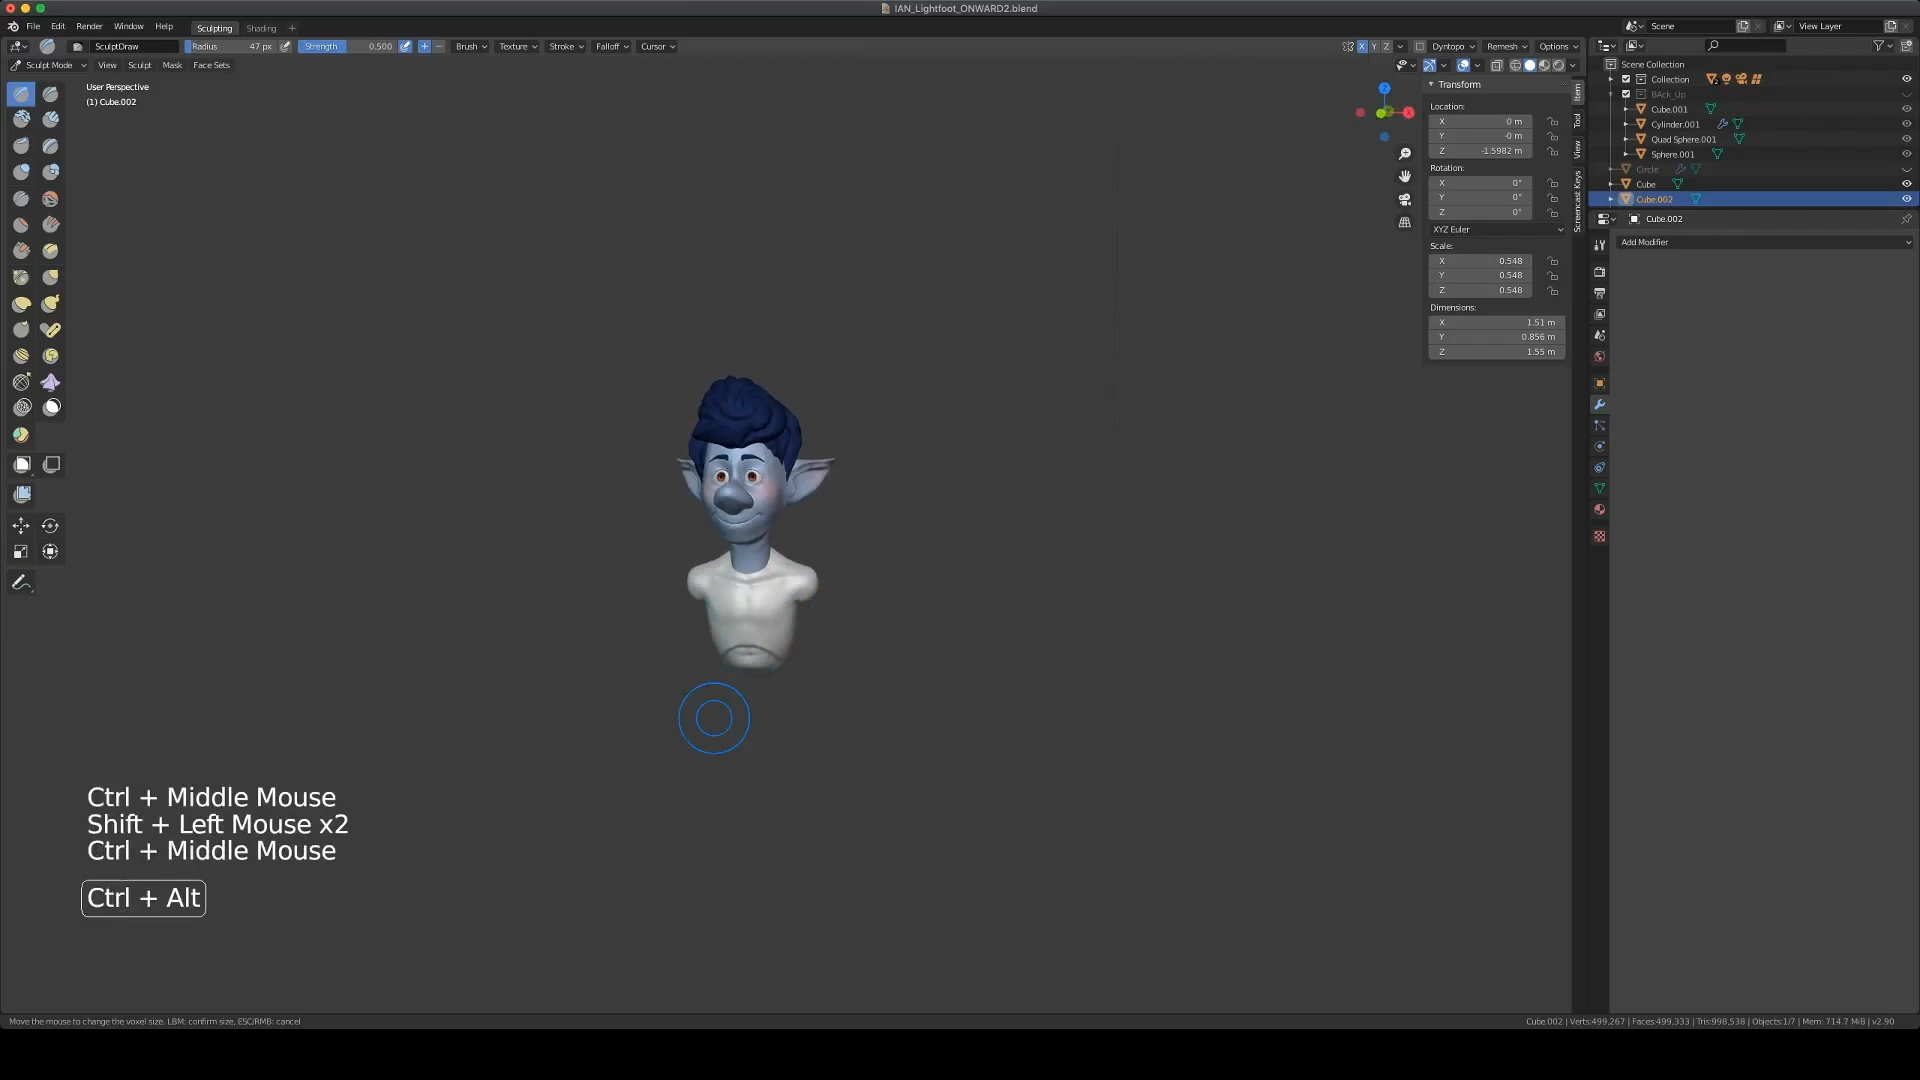 IAN_Lightfoot_ONWARD2.blend
File Edit Render Window Help Sculpting Shading + Scene View Layer
SculptDraw Radius 47 px Strength 0.500 Brush Texture Stroke Falloff Cursor X Y Z Dyntopo Remesh Options
Sculpt Mode View Sculpt Mask Face Sets
User Perspective
(1) Cube.002
Transform
Location:
X 0 m
Y -0 m
Z -1.5982 m
Rotation:
X 0°
Y 0°
Z 0°
XYZ Euler
Scale:
X 0.548
Y 0.548
Z 0.548
Dimensions:
X 1.51 m
Y 0.856 m
Z 1.55 m
Item
Tool
View
Screencast Keys
Scene Collection
Collection
BAck_Up
Cube.001
Cylinder.001
Quad Sphere.001
Sphere.001
Circle
Cube
Cube.002
Cube.002
Add Modifier
Ctrl + Middle Mouse
Shift + Left Mouse x2
Ctrl + Middle Mouse
Ctrl + Alt
Move the mouse to change the voxel size. LBM: confirm size, ESC/RMB: cancel
Cube.002 | Verts:499,267 | Faces:499,333 | Tris:998,538 | Objects:1/7 | Mem: 714.7 MiB | v2.90